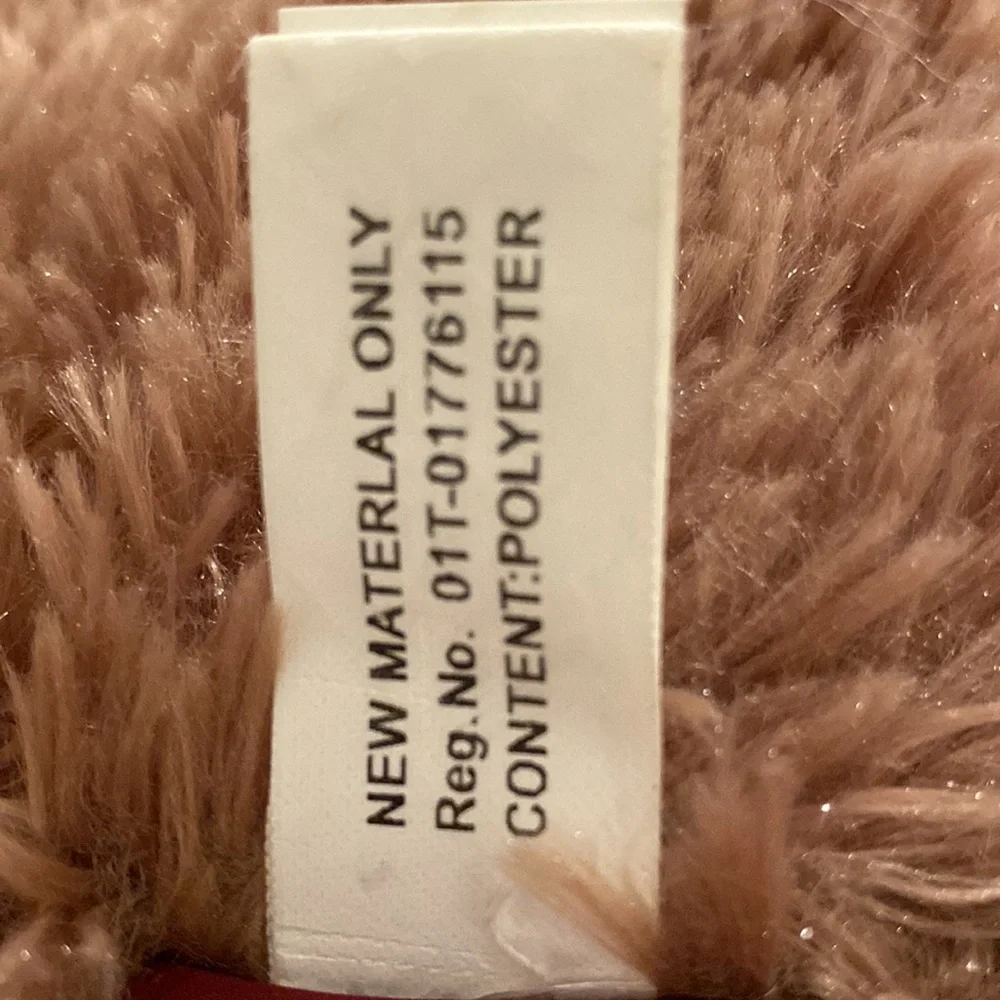 NEW MATERLAL ONLY
Reg.No. 01T-01776115
CONTENT:POLYESTER